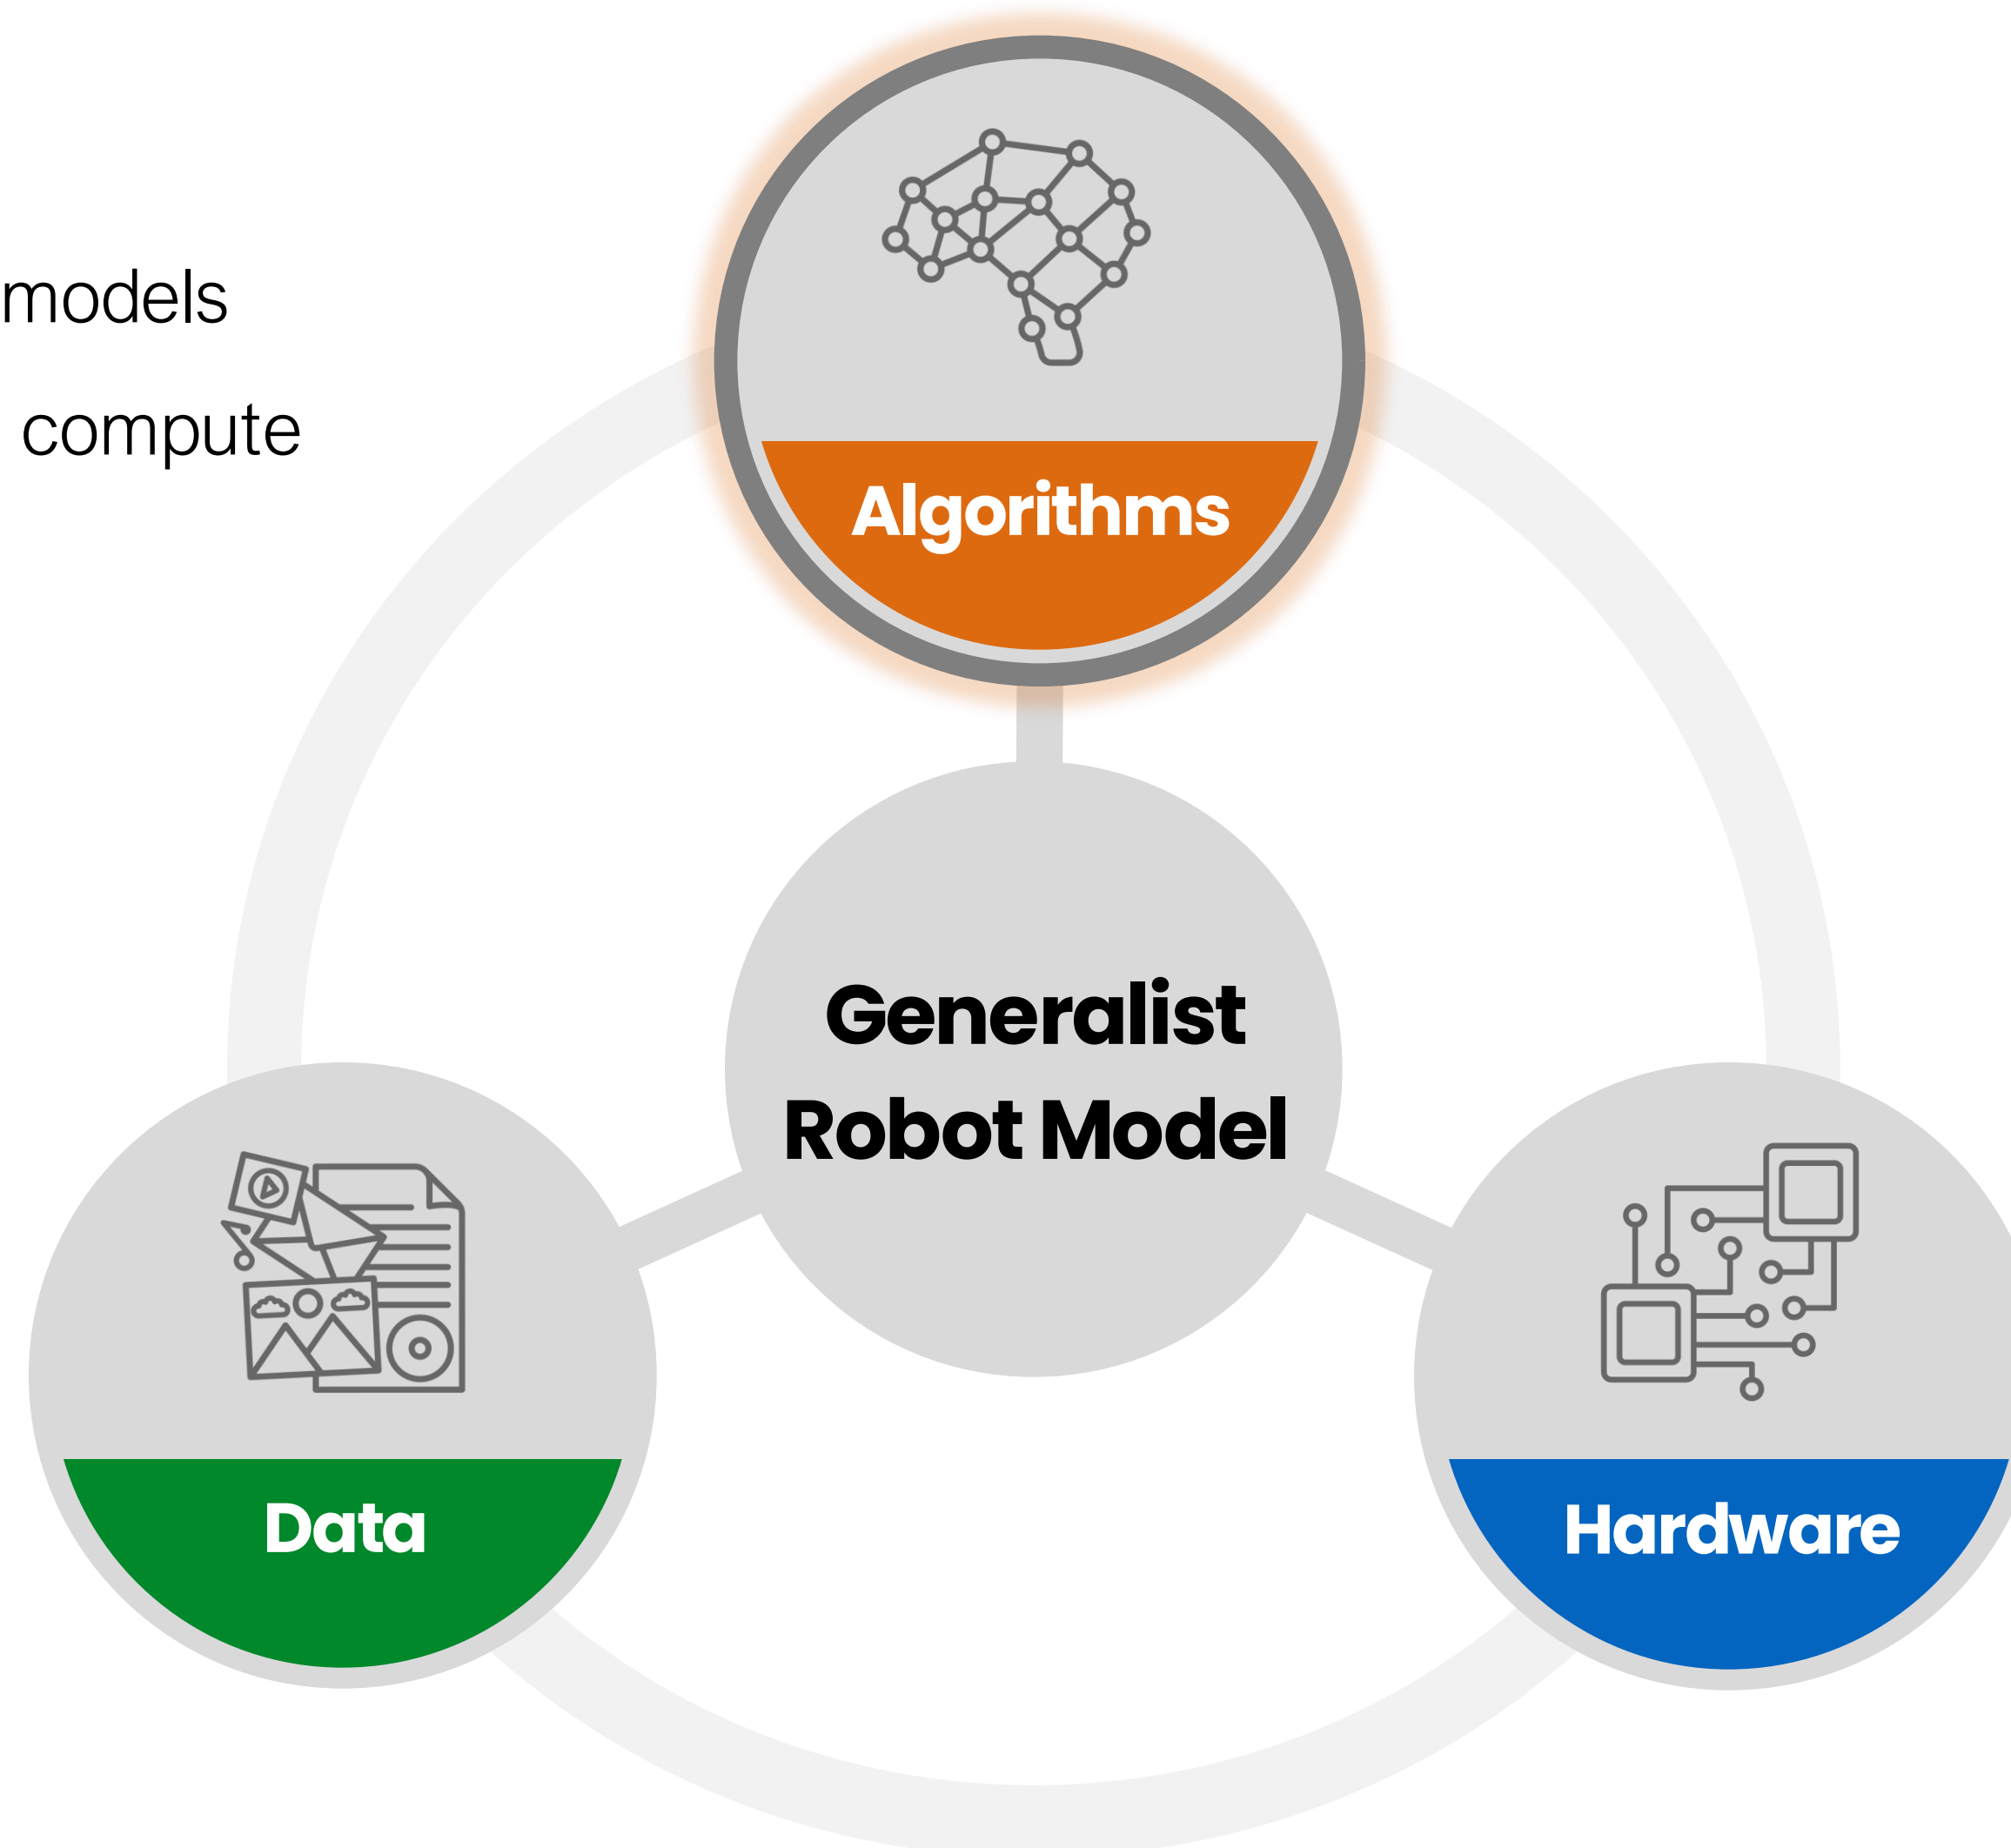 models
compute
Algorithms
Generalist
Robot Model
Data
Hardware